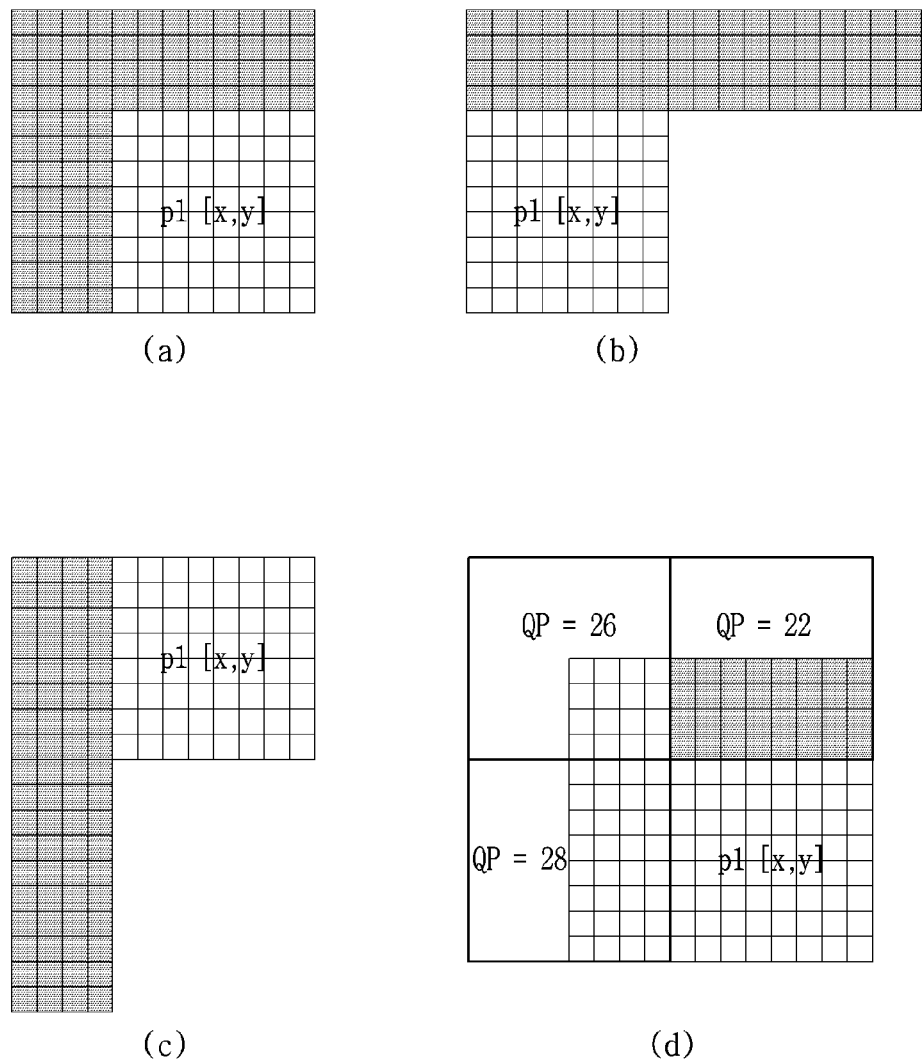 p1 [x,y]
p1 [x,y]
(a)
(b)
p1 [x,y]
QP = 26
QP = 22
QP = 28
p1 [x,y]
(c)
(d)